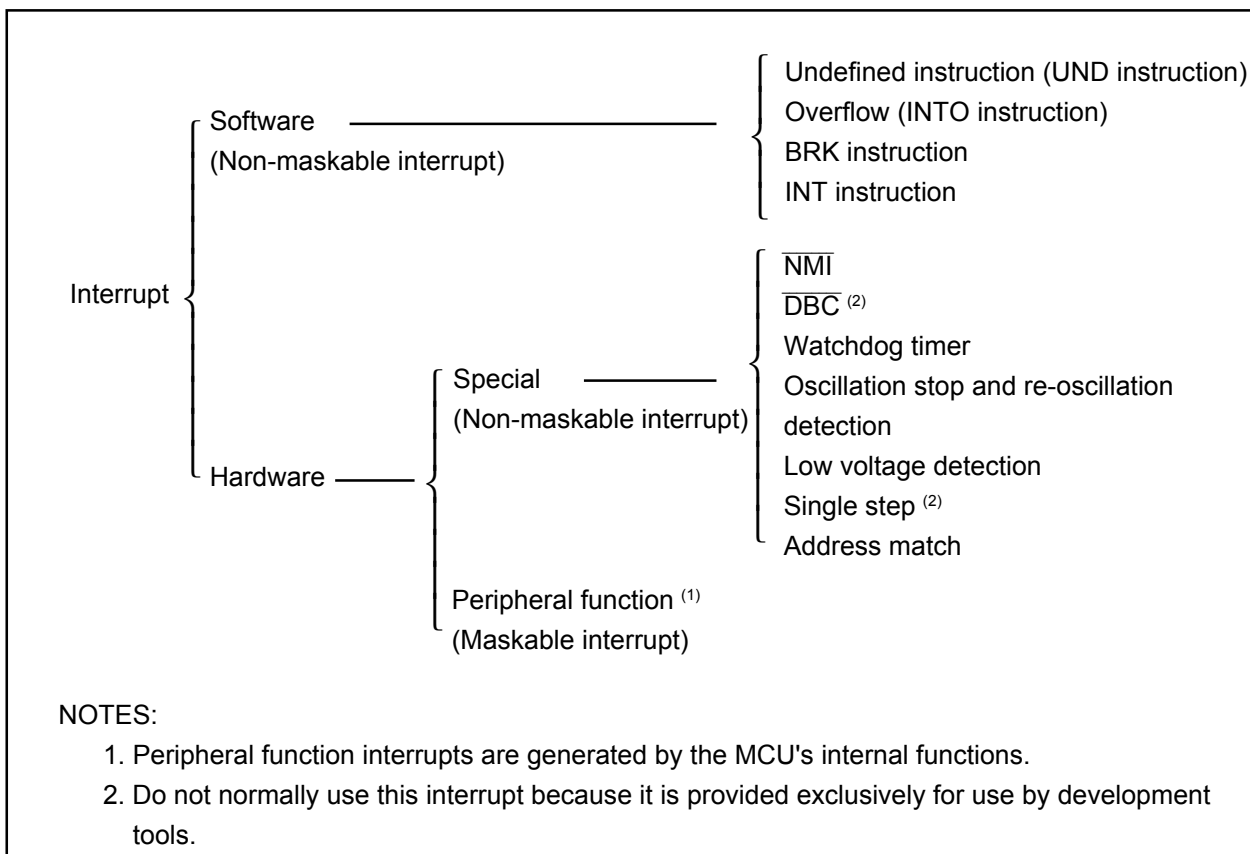 Interrupt
Software
(Non-maskable interrupt)
Undefined instruction (UND instruction)
Overflow (INTO instruction)
BRK instruction
INT instruction
Hardware
Special
(Non-maskable interrupt)
NMI
DBC (2)
Watchdog timer
Oscillation stop and re-oscillation
detection
Low voltage detection
Single step (2)
Address match
Peripheral function (1)
(Maskable interrupt)
NOTES:
1. Peripheral function interrupts are generated by the MCU's internal functions.
2. Do not normally use this interrupt because it is provided exclusively for use by development
tools.